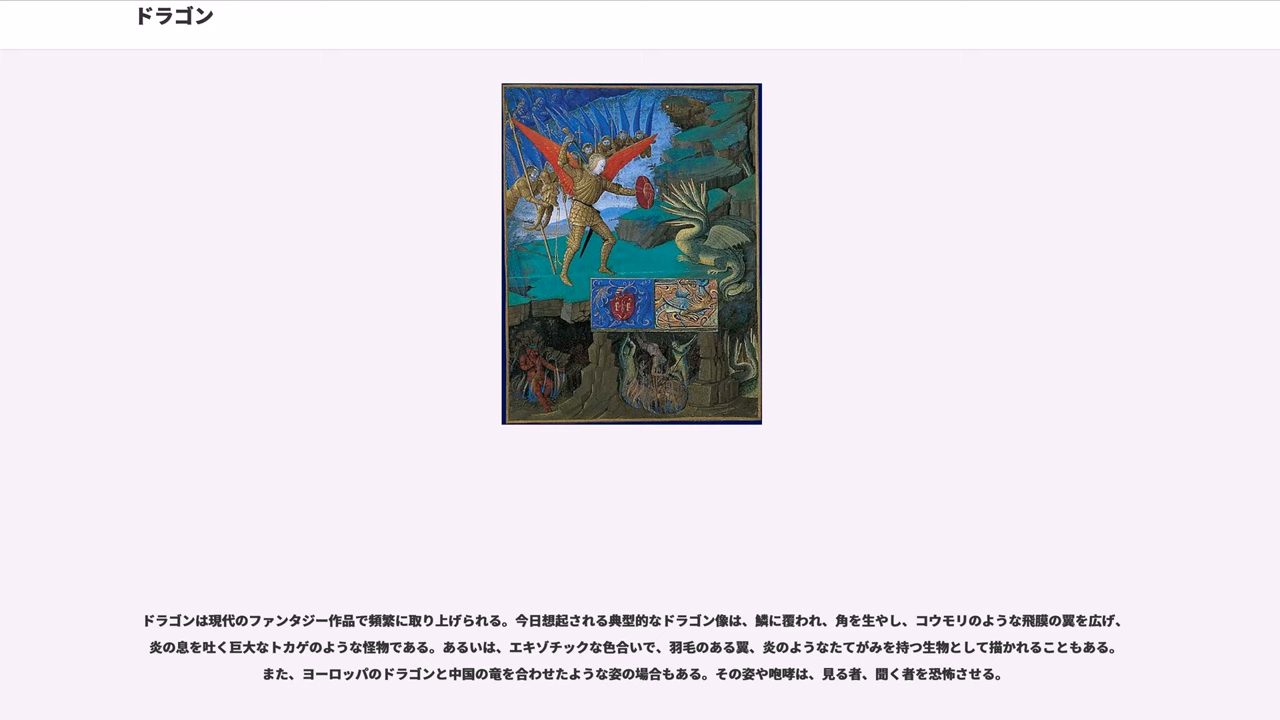 ドラゴン
ドラゴンは現代のファンタジー作品で頻繁に取り上げられる。今日想起される典型的なドラゴン像は、鱗に覆われ、角を生やし、コウモリのような飛膜の翼を広げ、
炎の息を吐く巨大なトカゲのような怪物である。あるいは、エキゾチックな色合いで、羽毛のある翼、炎のようなたてがみを持つ生物として描かれることもある。
また、ヨーロッパのドラゴンと中国の竜を合わせたような姿の場合もある。その姿や咆哮は、見る者、聞く者を恐怖させる。